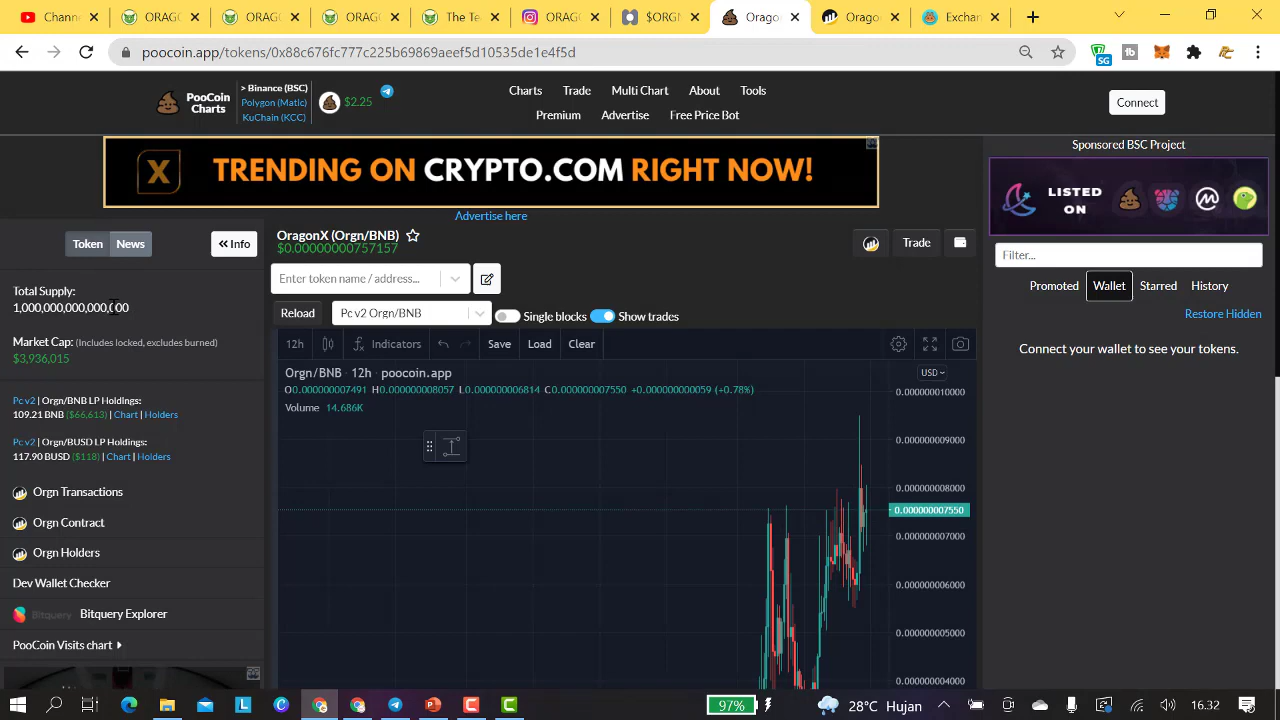 ORAGO
ORAGO
ORAGO
The Te
ORAGO
$ORGN
Orago
Orago
Exchan
poocoin.app/tokens/0x88c676fc777c225b69869aeef5d10535de1e4f5d
SG
PooCoin
Charts
> Binance (BSC)
Polygon (Matic)
KuChain (KCC)
$2.25
Charts
Trade
Multi Chart
About
Tools
Premium
Advertise
Free Price Bot
Connect
X TRENDING ON CRYPTO.COM RIGHT NOW!
Advertise here
Sponsored BSC Project
LISTED
ON
Token
News
<< Info
Total Supply:
1,000,000,000,000,000
Market Cap: (Includes locked, excludes burned)
$3,936,015
Pc v2 | Orgn/BNB LP Holdings:
109.21 BNB ($66,613) | Chart | Holders
Pc v2 | Orgn/BUSD LP Holdings:
117.90 BUSD ($118) | Chart | Holders
Orgn Transactions
Orgn Contract
Orgn Holders
Dev Wallet Checker
Bitquery Bitquery Explorer
PooCoin Visits chart
OragonX (Orgn/BNB)
$0.00000000757157
Trade
Enter token name / address...
Reload
Pc v2 Orgn/BNB
Single blocks
Show trades
12h
Indicators
Save
Load
Clear
Orgn/BNB · 12h · poocoin.app
O0.000000007491 H0.000000008057 L0.000000006814 C0.000000007550 +0.000000000059 (+0.78%)
Volume 14.686K
USD
0.000000010000
0.000000009000
0.000000008000
0.000000007550
0.000000007000
0.000000006000
0.000000005000
0.000000004000
Filter...
Promoted
Wallet
Starred
History
Restore Hidden
Connect your wallet to see your tokens.
97%
28°C Hujan
16.32